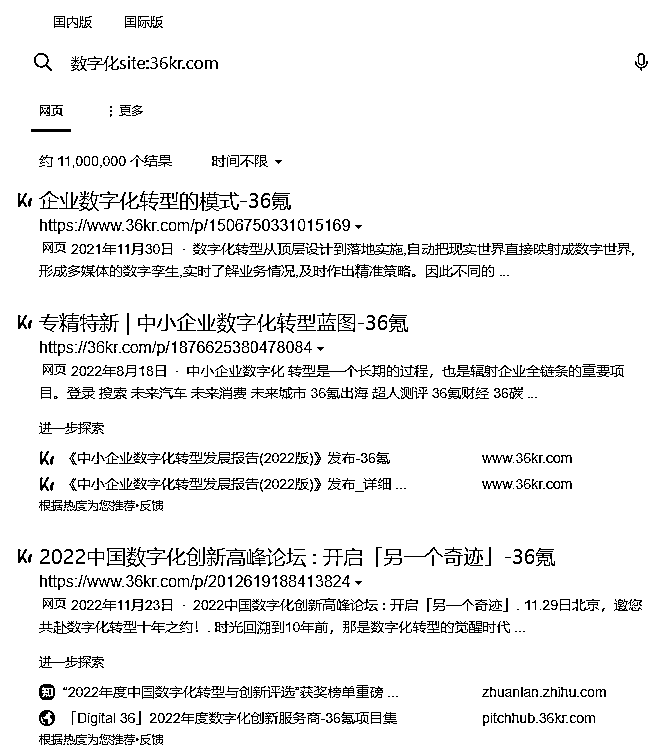 国内版 国际版
数字化site:36kr.com
网页 ⋮更多
约 11,000,000 个结果 时间不限
企业数字化转型的模式-36氪
https://www.36kr.com/p/1506750331015169
网页 2021年11月30日 · 数字化转型从顶层设计到落地实施,自动把现实世界直接映射成数字世界,
形成多媒体的数字孪生,实时了解业务情况,及时作出精准策略。因此不同的 ...
专精特新 | 中小企业数字化转型蓝图-36氪
https://36kr.com/p/1876625380478084
网页 2022年8月18日 · 中小企业数字化 转型是一个长期的过程，也是辐射企业全链条的重要项
目。登录 搜索 未来汽车 未来消费 未来城市 36氪出海 超人测评 36氪财经 36碳 ...
进一步探索
《中小企业数字化转型发展报告(2022版)》发布-36氪 www.36kr.com
《中小企业数字化转型发展报告(2022版)》发布_详细 ... www.36kr.com
根据热度为您推荐•反馈
2022中国数字化创新高峰论坛 : 开启「另一个奇迹」-36氪
https://www.36kr.com/p/2012619188413824
网页 2022年11月23日 · 2022中国数字化创新高峰论坛 : 开启「另一个奇迹」. 11.29日北京，邀您
共赴数字化转型十年之约！. 时光回溯到10年前，那是数字化转型的觉醒时代 ...
进一步探索
“2022年度中国数字化转型与创新评选”获奖榜单重磅 ... zhuanlan.zhihu.com
「Digital 36」2022年度数字化创新服务商-36氪项目集 pitchhub.36kr.com
根据热度为您推荐•反馈